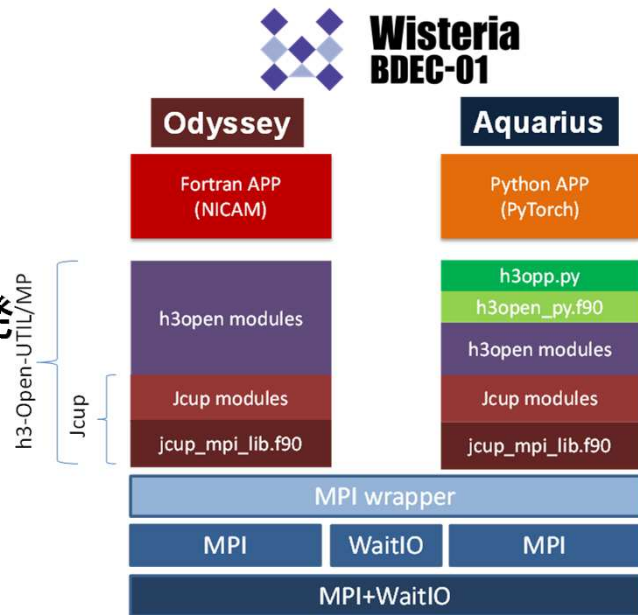 Wisteria
BDEC-01
Odyssey
Aquarius
Fortran APP
(NICAM)
Python APP
(PyTorch)
h3-Open-UTIL/MP
Jcup
h3open modules
Jcup modules
jcup_mpi_lib.f90
h3opp.py
h3open_py.f90
h3open modules
Jcup modules
jcup_mpi_lib.f90
MPI wrapper
MPI
WaitIO
MPI
MPI+WaitIO